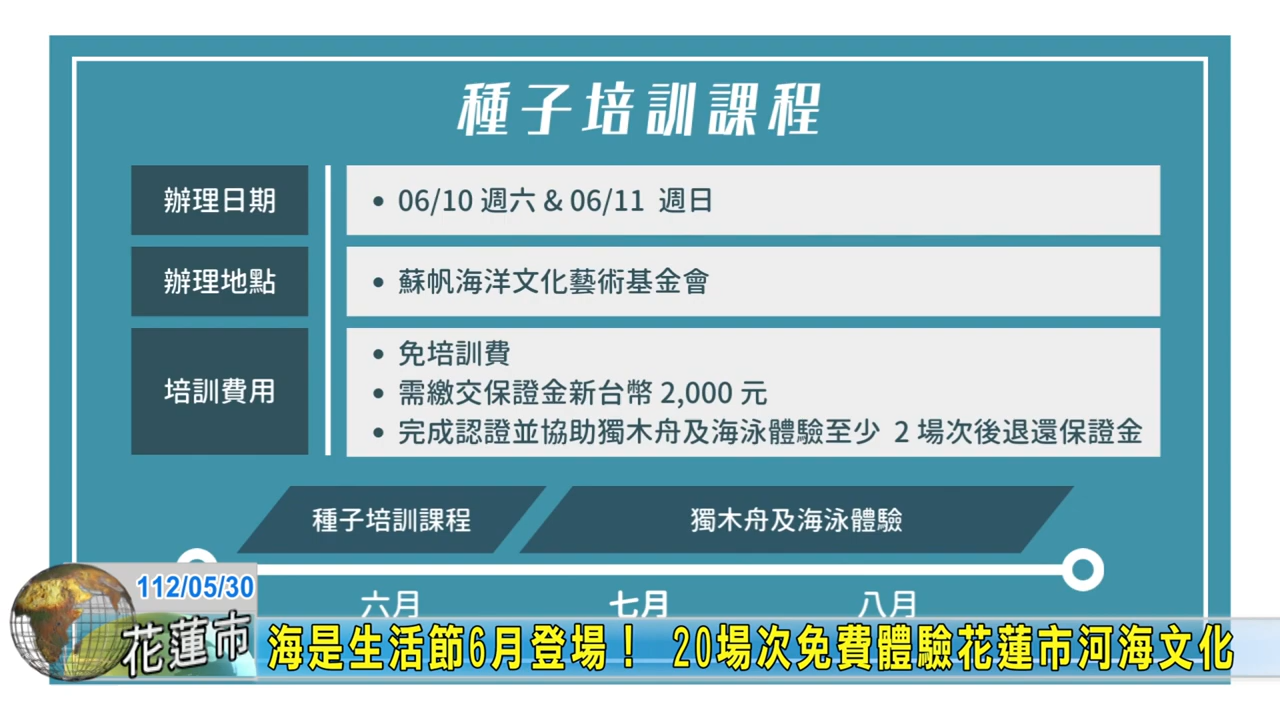 種子培訓課程
辦理日期
• 06/10 週六 & 06/11 週日
辦理地點
• 蘇帆海洋文化藝術基金會
培訓費用
• 免培訓費
• 需繳交保證金新台幣 2,000 元
• 完成認證並協助獨木舟及海泳體驗至少 2 場次後退還保證金
種子培訓課程
獨木舟及海泳體驗
六月
七月
八月
112/05/30
花蓮市
海是生活節6月登場! 20場次免費體驗花蓮市河海文化